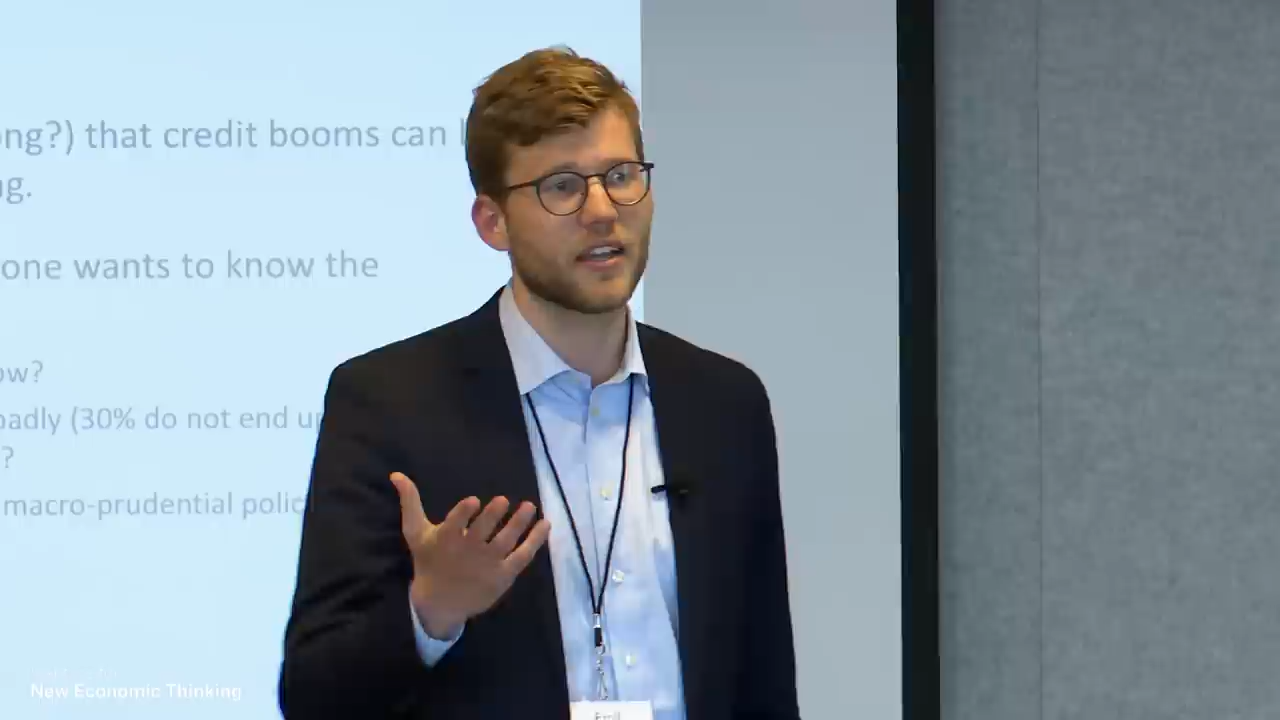 ong?) that credit booms can
g.
one wants to know the
ow?
badly (30% do not end up
?
macro-prudential polic
New Economic Thinking
Emil